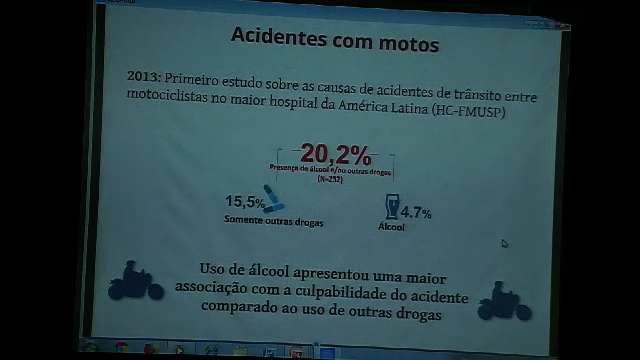 Acidentes com motos
2013: Primeiro estudo sobre as causas de acidentes de trânsito entre
motociclistas no maior hospital da América Latina (HC-FMUSP)
20,2%
Presença de álcool e/ou outras drogas
(N=232)
15,5%
Somente outras drogas
4.7%
Álcool
Uso de álcool apresentou uma maior
associação com a culpabilidade do acidente
comparado ao uso de outras drogas